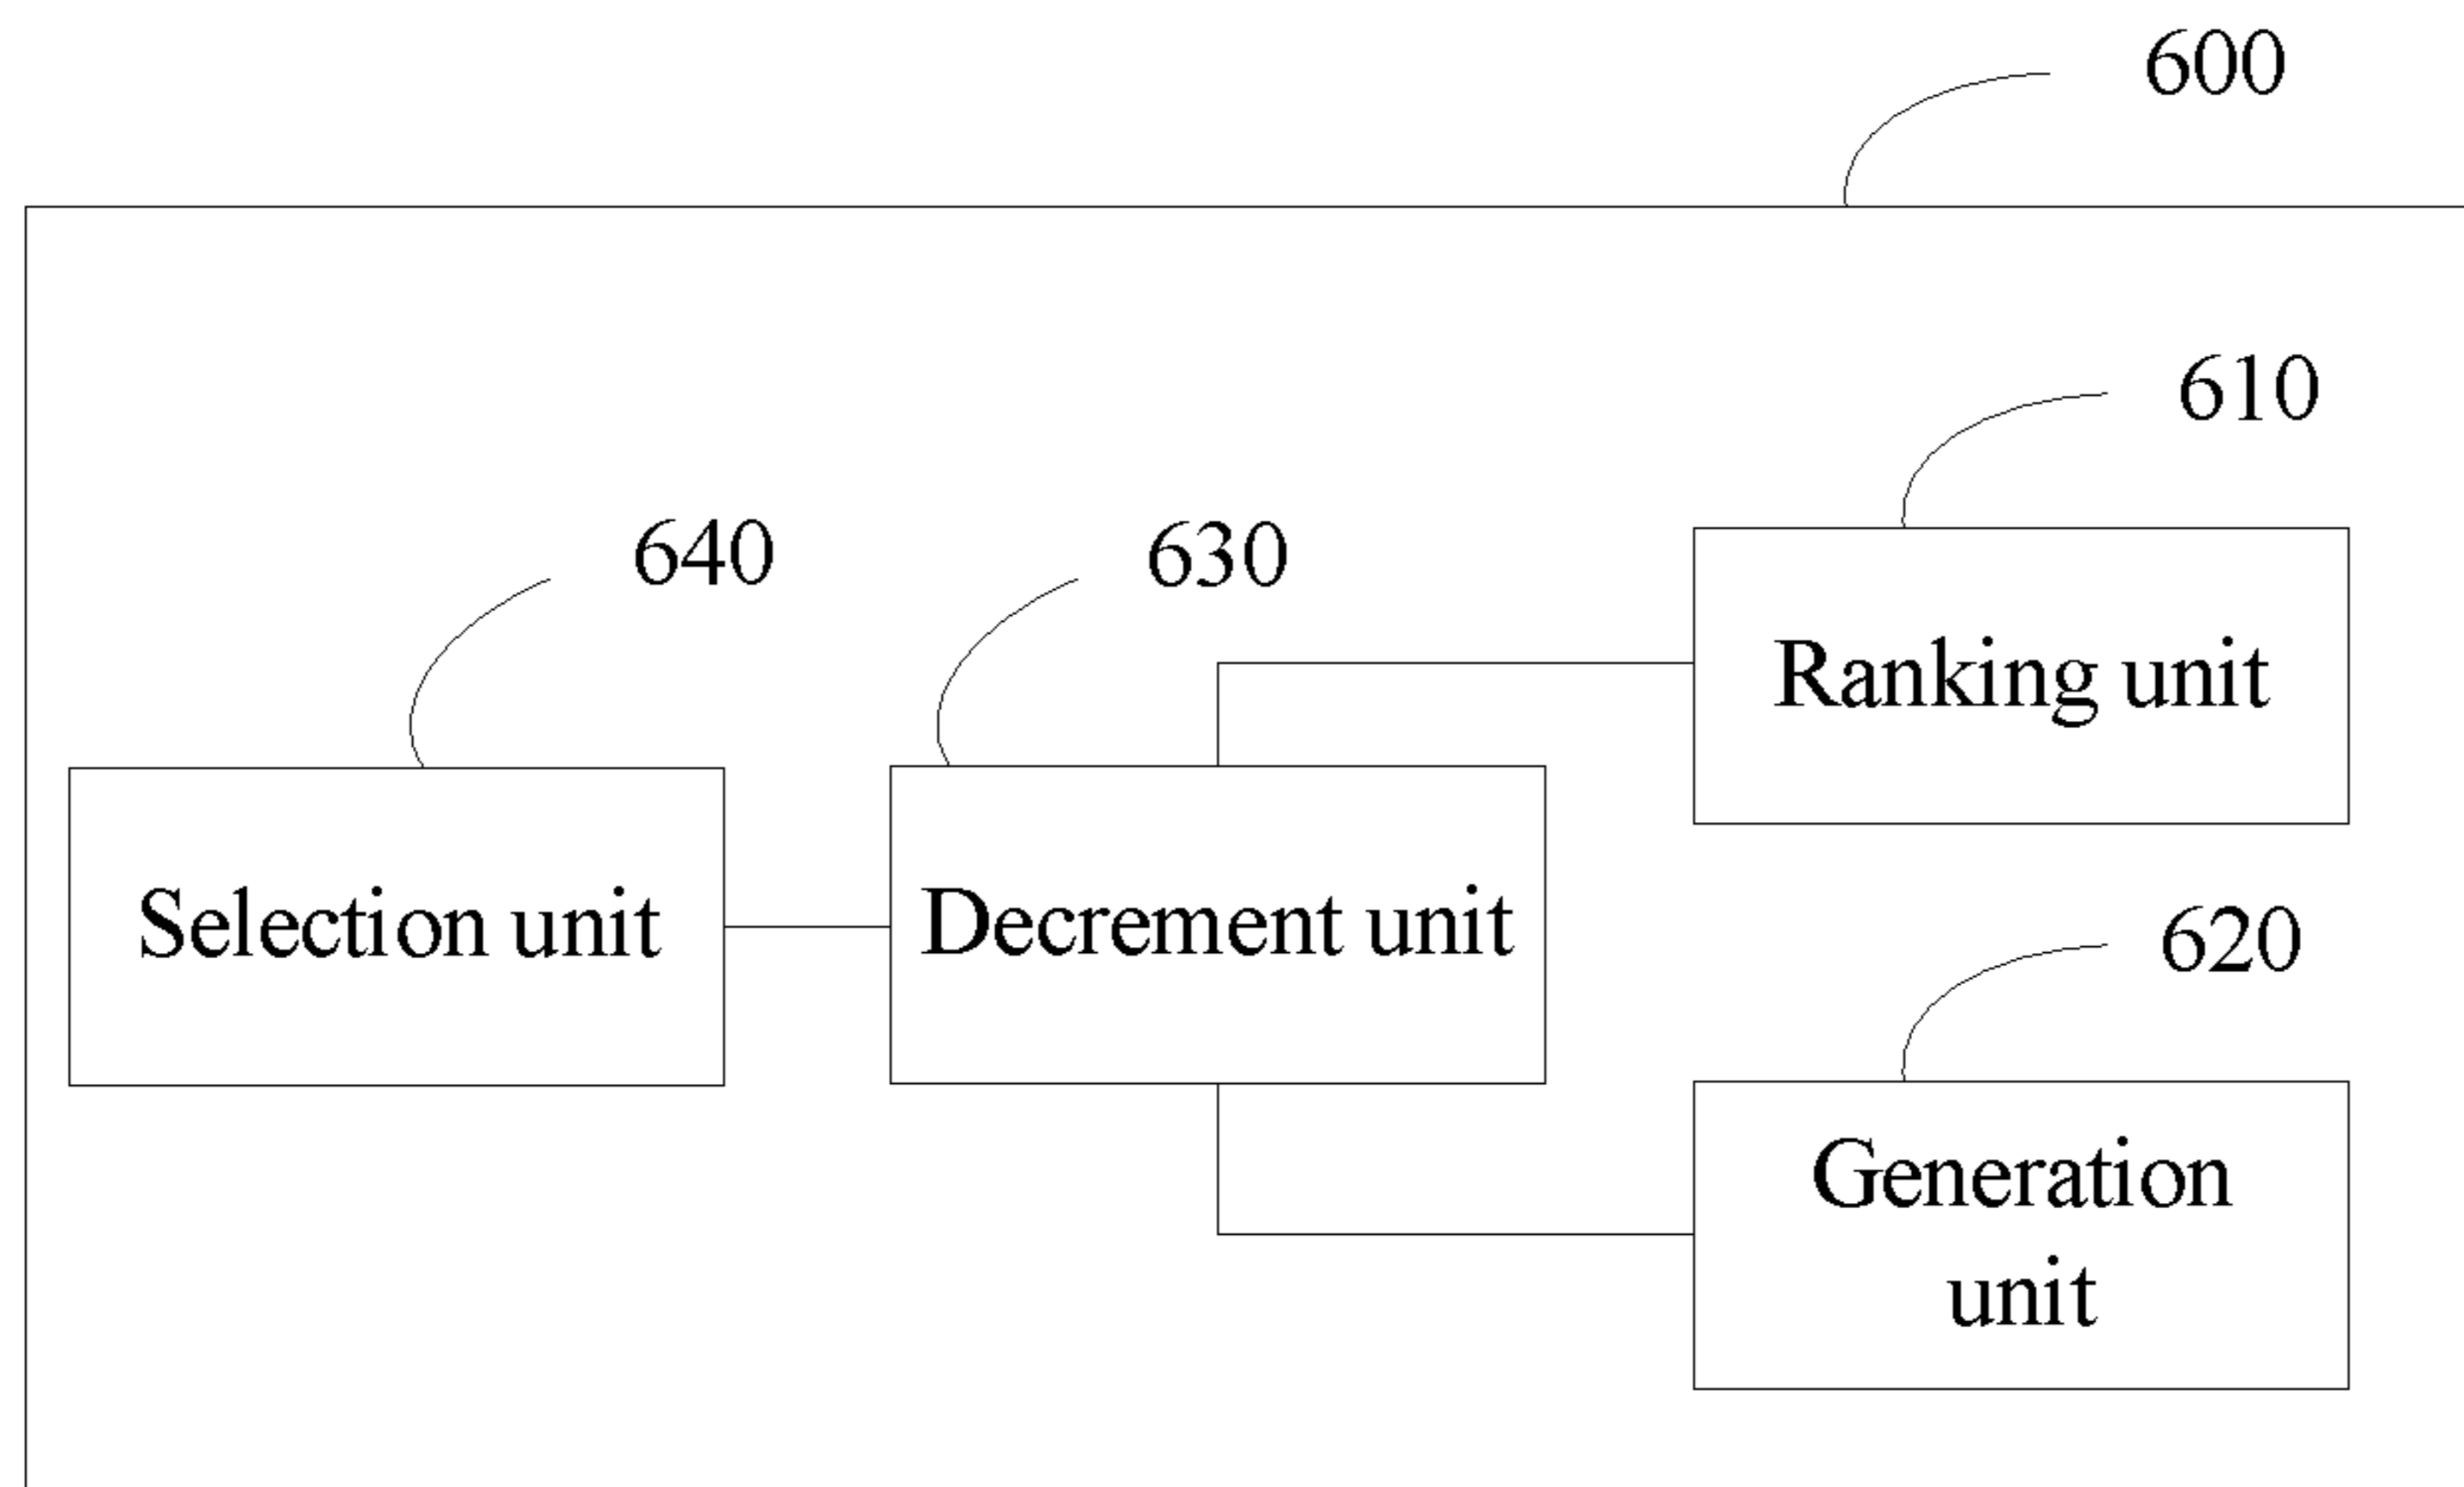 600
610
640
630
Ranking unit
Selection unit
Decrement unit
620
Generation
unit